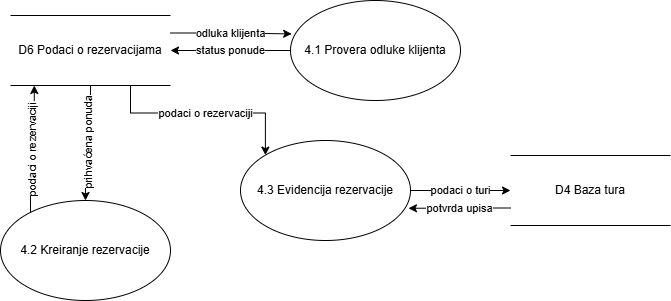 odluka klijenta
D6 Podaci o rezervacijama
status ponude
4.1 Provera odluke klijenta
podaci o rezervaciji
prihvaćena ponuda
podaci o rezervaciji
4.3 Evidencija rezervacije
podaci o turi
potvrda upisa
D4 Baza tura
4.2 Kreiranje rezervacije